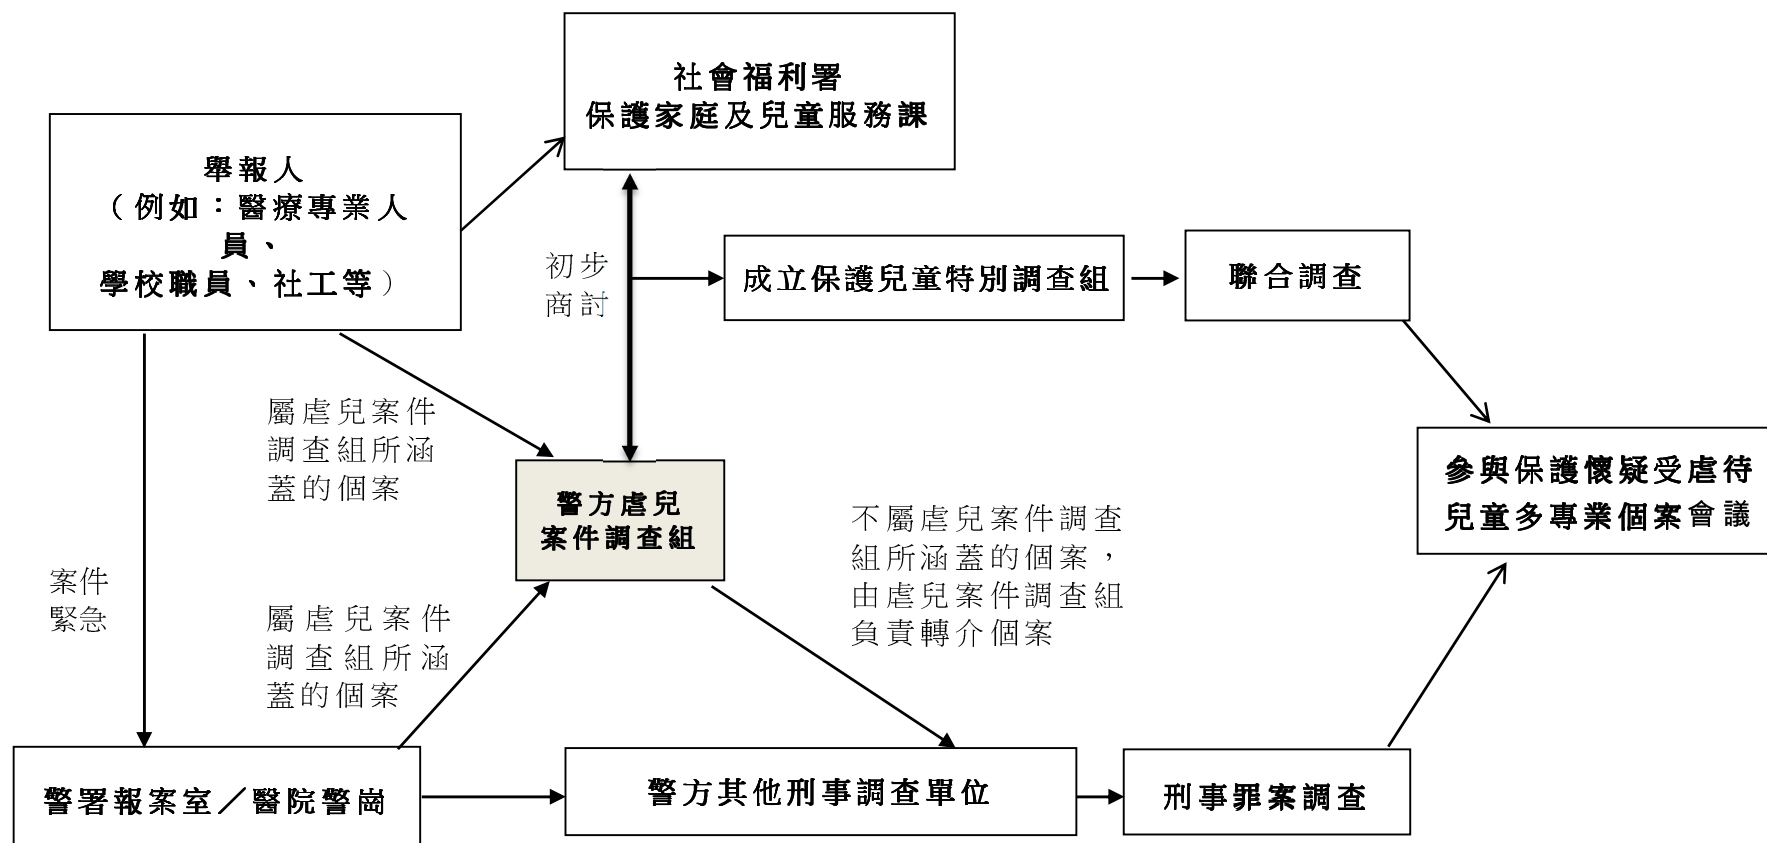 社會福利署
保護家庭及兒童服務課
舉報人
（例如：醫療專業人
員、
學校職員、社工等）
初步
商討
成立保護兒童特別調查組
聯合調查
屬虐兒案件
調查組所涵
蓋的個案
警方虐兒
案件調查組
參與保護懷疑受虐待
兒童多專業個案會議
不屬虐兒案件調查
組所涵蓋的個案，
由虐兒案件調查組
負責轉介個案
案件
緊急
屬虐兒案件
調查組所涵
蓋的個案
警署報案室／醫院警崗
警方其他刑事調查單位
刑事罪案調查